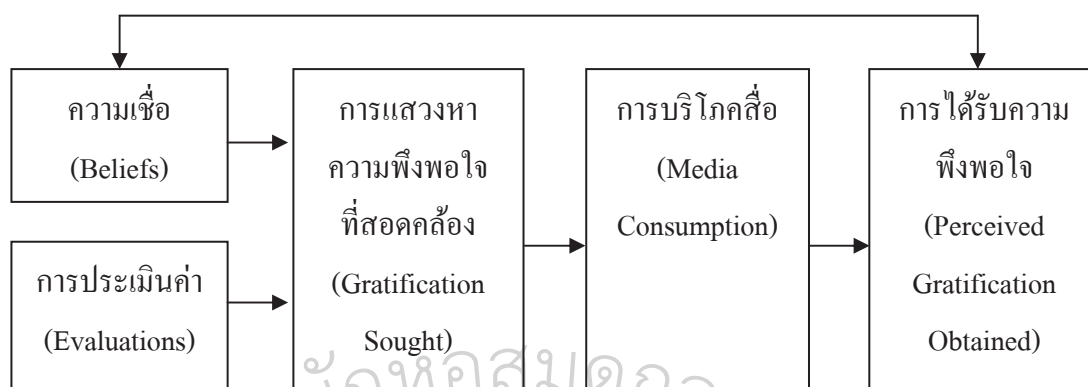 ความเชื่อ
(Beliefs)
การประเมินค่า
(Evaluations)
การแสวงหา
ความพึงพอใจ
ที่สอดคล้อง
(Gratification
Sought)
การบริโภคสื่อ
(Media
Consumption)
การได้รับความ
พึงพอใจ
(Perceived
Gratification
Obtained)